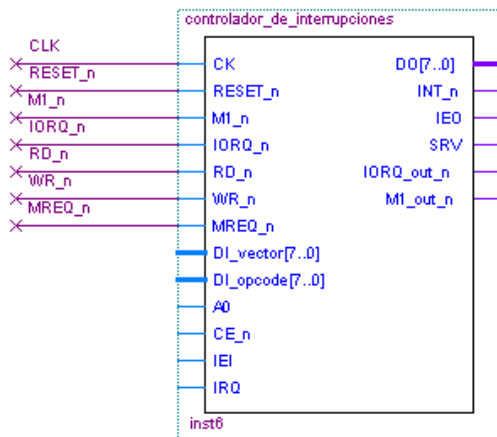 controlador_de_interrupciones
CLK
CK DO[7..0]
RESET_n
RESET_n INT_n
M1_n
M1_n IEO
IORQ_n
IORQ_n SRV
RD_n
RD_n IORQ_out_n
WR_n
WR_n M1_out_n
MREQ_n
MREQ_n
DI_vector[7..0]
DI_opcode[7..0]
A0
CE_n
IEI
IRQ
inst6